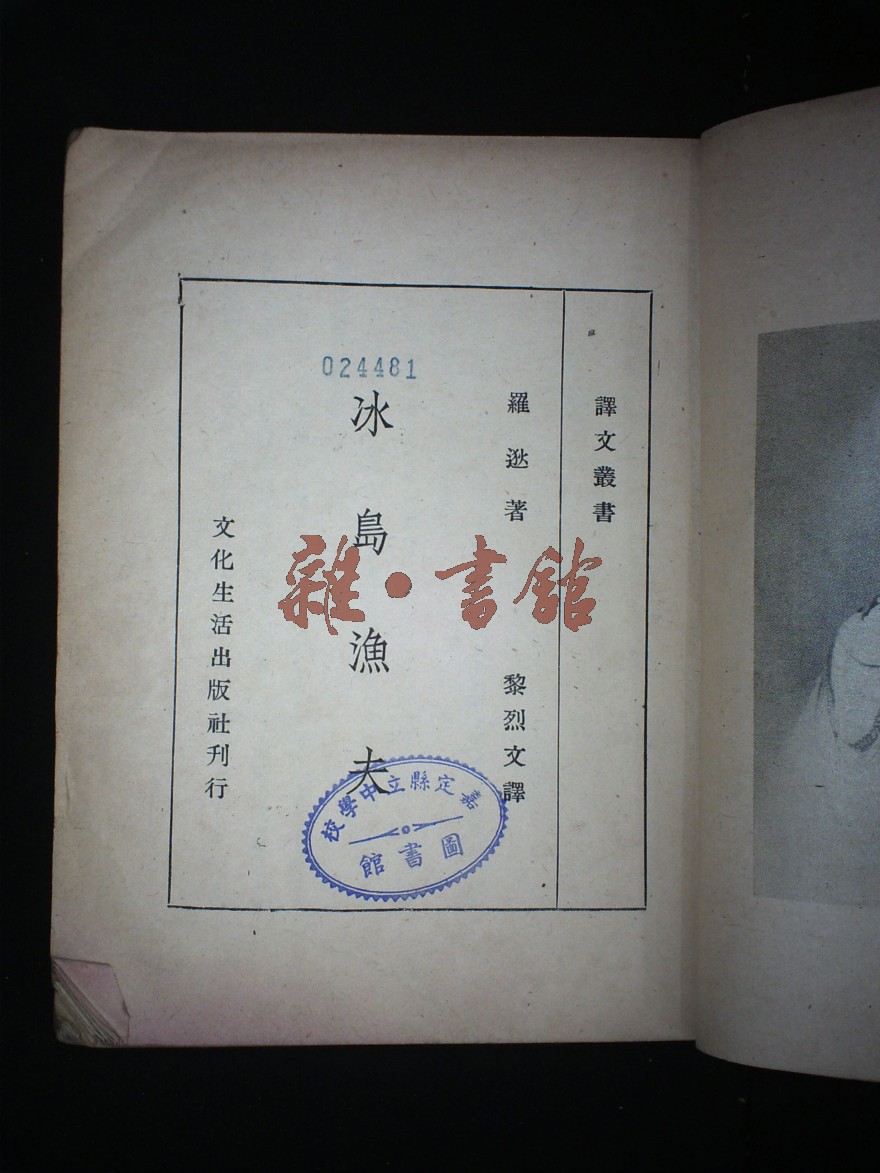 譯文叢書
羅逖著 黎烈文譯
024481
冰島漁夫
文化生活出版社刊行
嘉定縣立中學校
圖書館
雜·書館